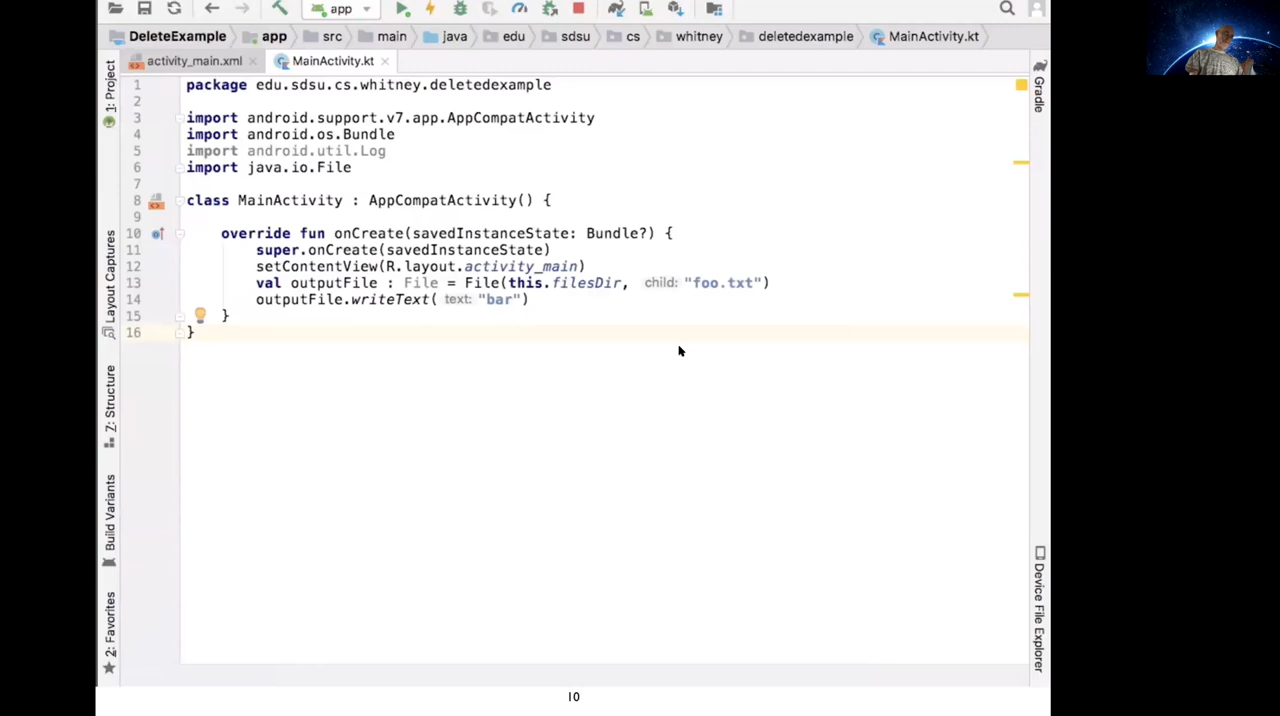 app
DeleteExample app src main java edu sdsu cs whitney deletedexample MainActivity.kt
activity_main.xml MainActivity.kt
1: Project
Layout Captures
Z: Structure
Build Variants
2: Favorites
1 package edu.sdsu.cs.whitney.deletedexample
2
3 import android.support.v7.app.AppCompatActivity
4 import android.os.Bundle
5 import android.util.Log
6 import java.io.File
7
8 class MainActivity : AppCompatActivity() {
9
10 override fun onCreate(savedInstanceState: Bundle?) {
11 super.onCreate(savedInstanceState)
12 setContentView(R.layout.activity_main)
13 val outputFile : File = File(this.filesDir, child: "foo.txt")
14 outputFile.writeText( text: "bar")
15 }
16 }
Gradle
Device File Explorer
10